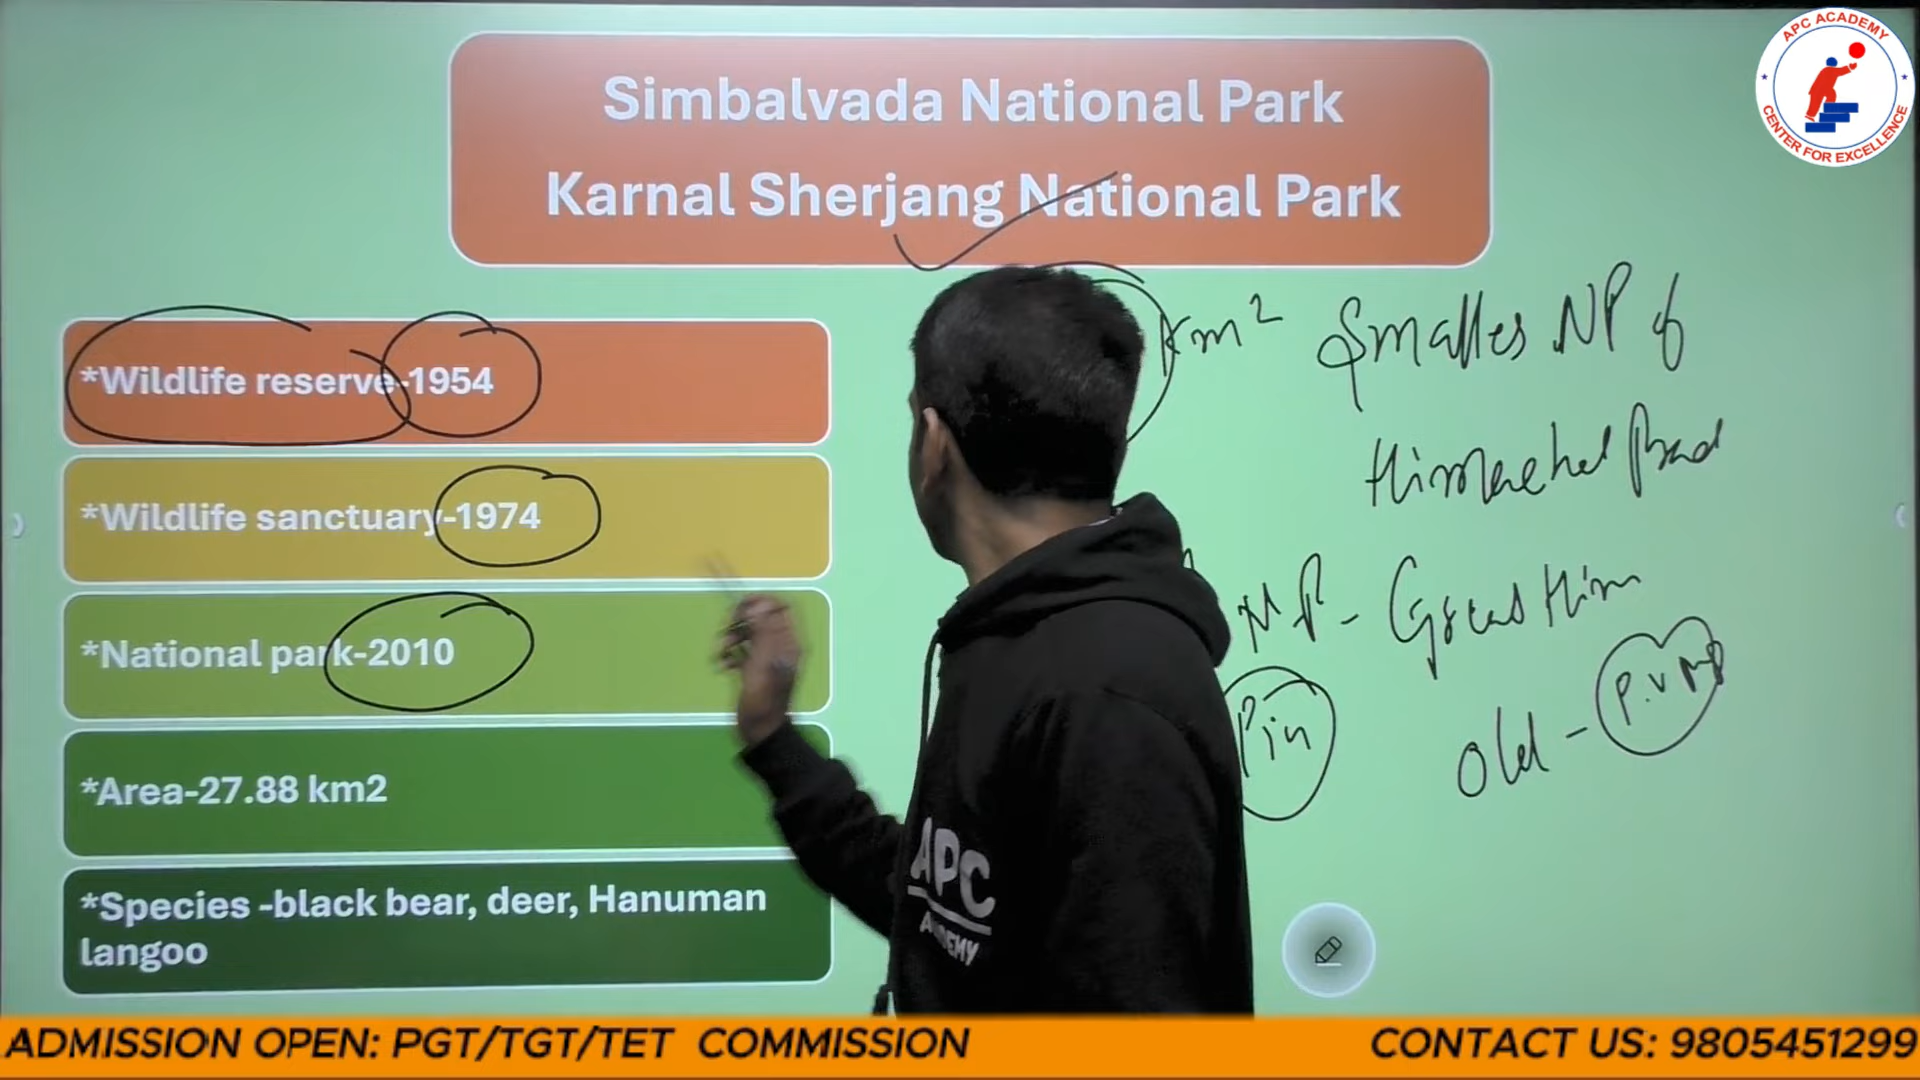 Simbalvada National Park
Karnal Sherjang National Park
APC ACADEMY
CENTER FOR EXCELLENCE
*Wildlife reserve-1954
*Wildlife sanctuary-1974
*National park-2010
*Area-27.88 km2
*Species -black bear, deer, Hanuman
langoo
Km² Smalles NP of
Himachal Prad
NP - Great Him
Pin
Old - P.V NP
APC
ACADEMY
ADMISSION OPEN: PGT/TGT/TET COMMISSION
CONTACT US: 9805451299